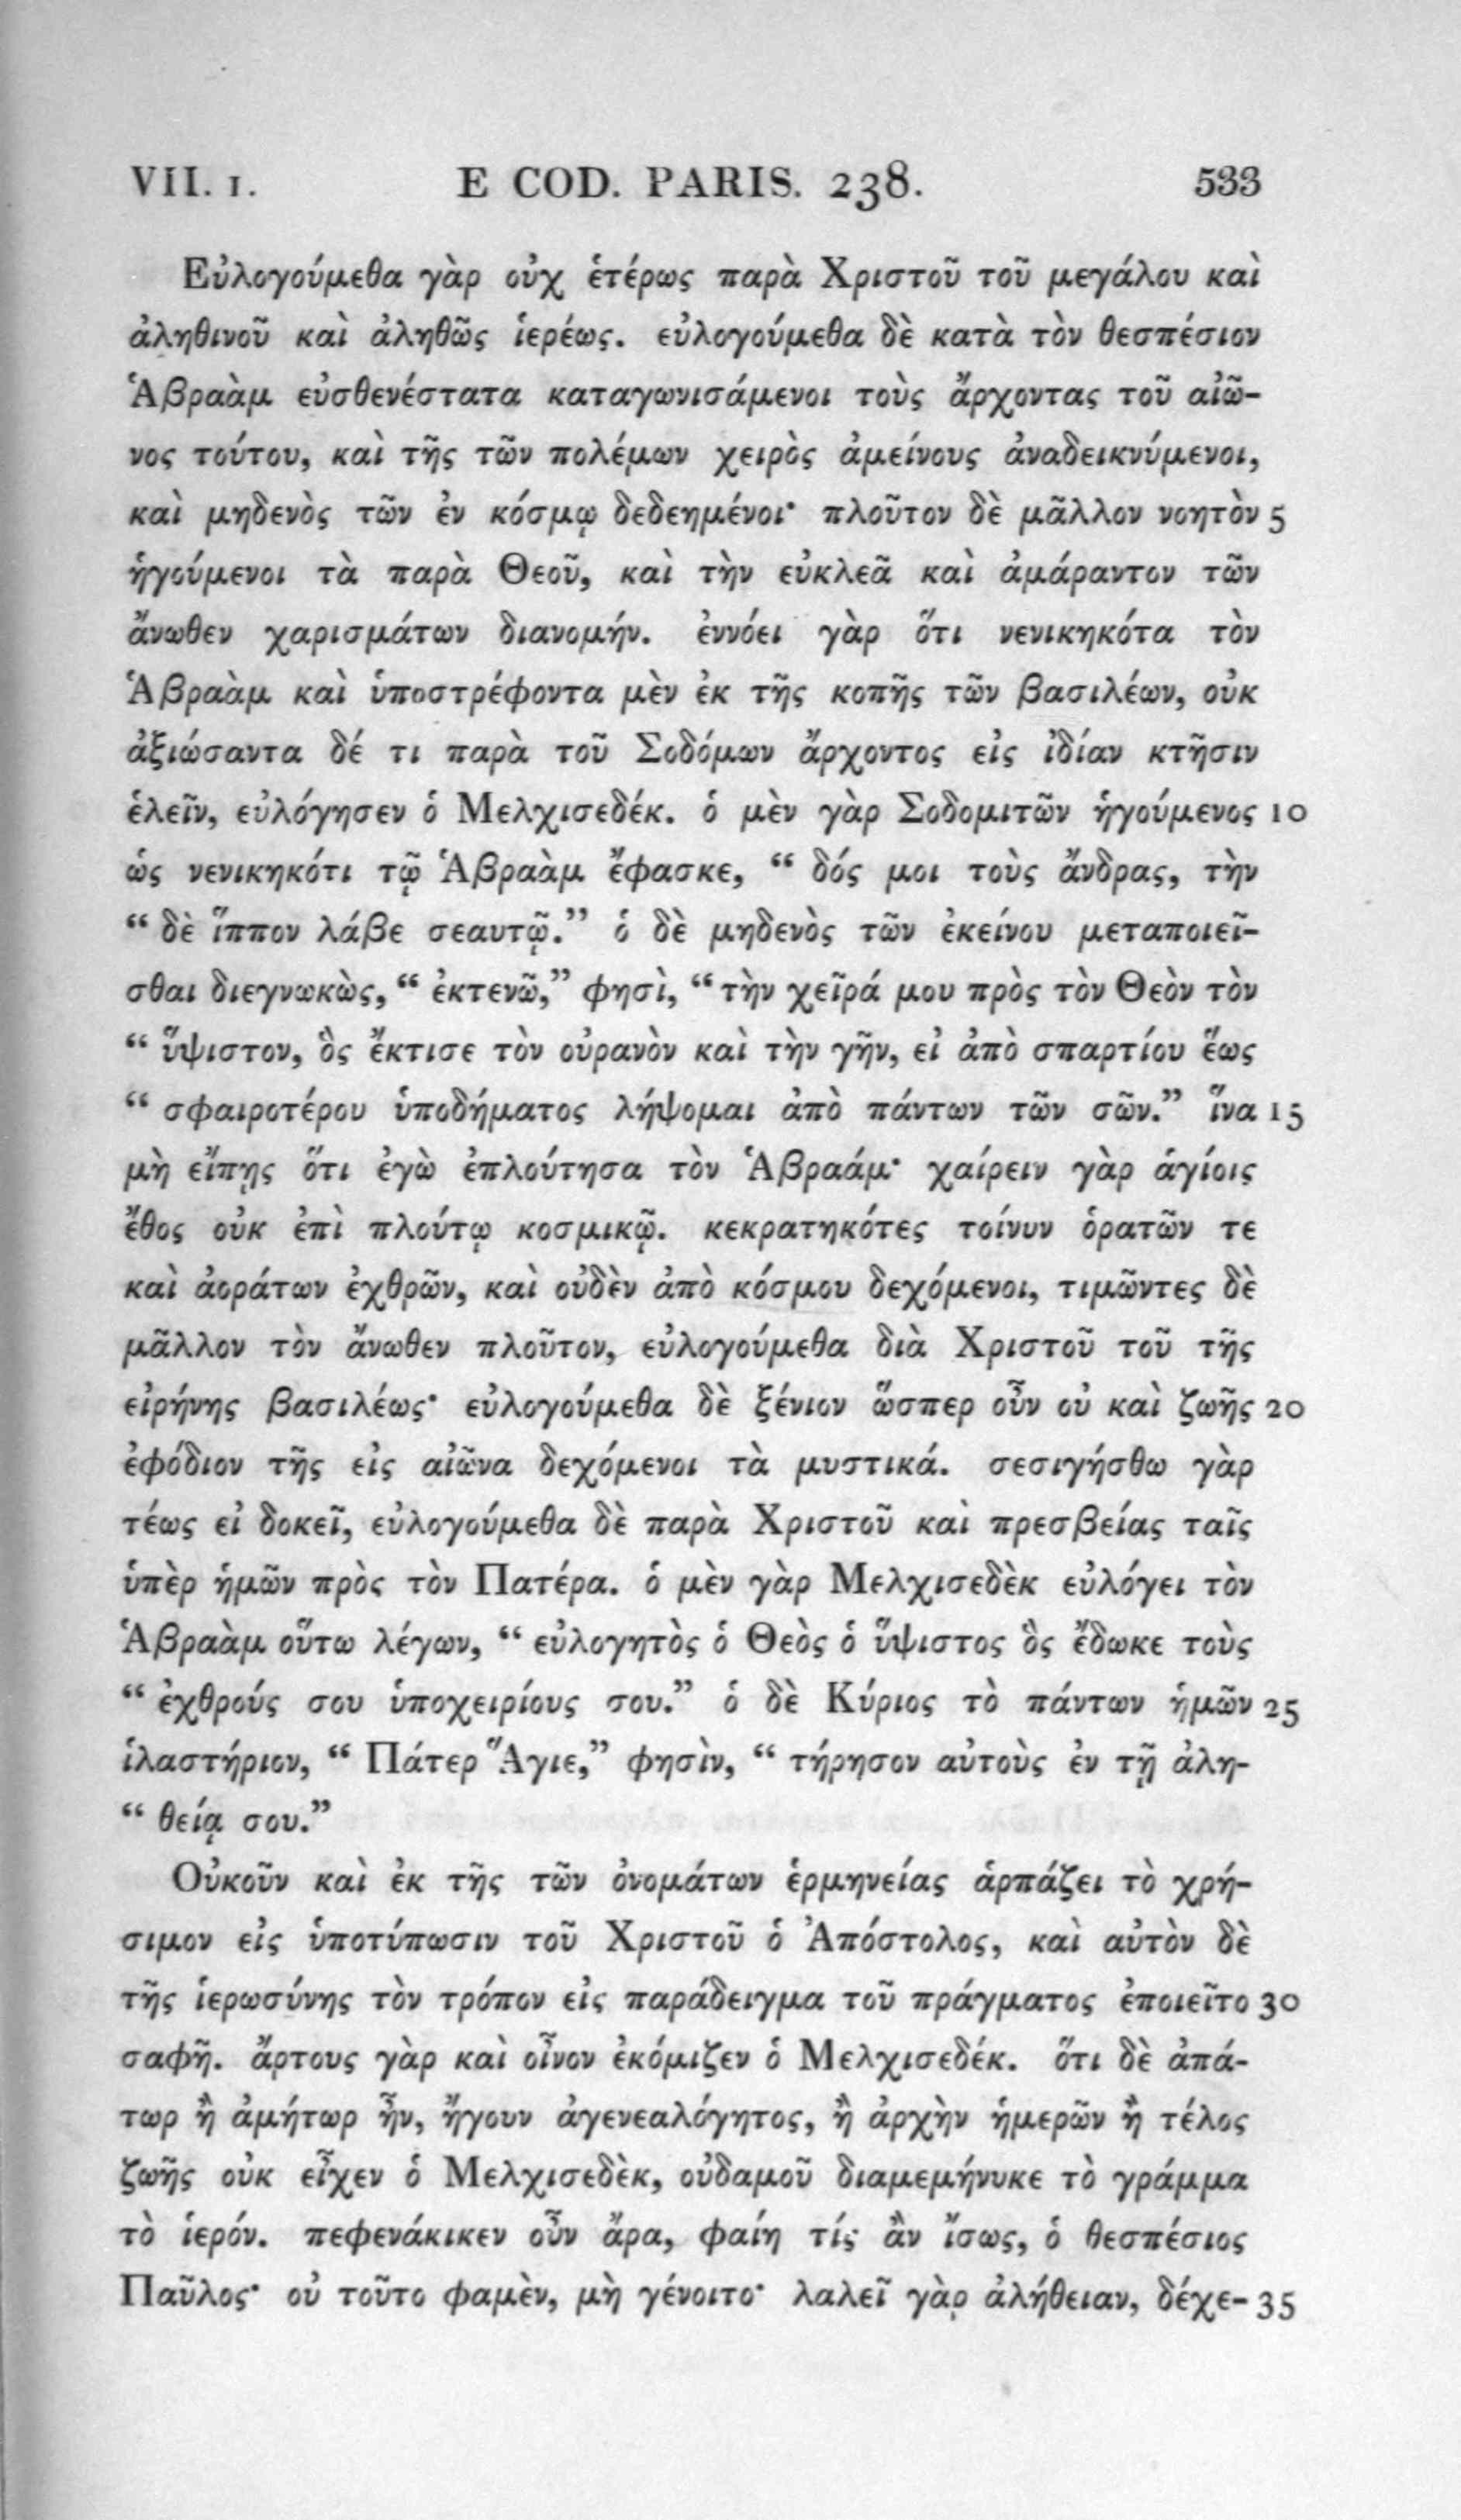 VII. 1. E COD. PARIS. 238. 533
Εὐλογούμεθα γὰρ οὐχ ἑτέρως παρὰ Χριστοῦ τοῦ μεγάλου καὶ
ἀληθινοῦ καὶ ἀληθῶς ἱερέως. εὐλογούμεθα δὲ κατὰ τὸν θεσπέσιον
Ἁβραὰμ εὐσθενέστατα καταγωνισάμενοι τοὺς ἄρχοντας τοῦ αἰῶ-
νος τούτου, καὶ τῆς τῶν πολέμων χειρὸς ἀμείνους ἀναδεικνύμενοι,
καὶ μηδενὸς τῶν ἐν κόσμῳ δεδεημένοι· πλοῦτον δὲ μᾶλλον νοητὸν 5
ἡγούμενοι τὰ παρὰ Θεοῦ, καὶ τὴν εὐκλεᾶ καὶ ἀμάραντον τῶν
ἄνωθεν χαρισμάτων διανομήν. ἐννόει γὰρ ὅτι νενικηκότα τὸν
Ἁβραὰμ καὶ ὑποστρέφοντα μὲν ἐκ τῆς κοπῆς τῶν βασιλέων, οὐκ
ἀξιώσαντα δέ τι παρὰ τοῦ Σοδόμων ἄρχοντος εἰς ἰδίαν κτῆσιν
ἑλεῖν, εὐλόγησεν ὁ Μελχισεδέκ. ὁ μὲν γὰρ Σοδομιτῶν ἡγούμενος 10
ὡς νενικηκότι τῷ Ἁβραὰμ ἔφασκε, “ δός μοι τοὺς ἄνδρας, τὴν
“ δὲ ἵππον λάβε σεαυτῷ.” ὁ δὲ μηδενὸς τῶν ἐκείνου μεταποιεῖ-
σθαι διεγνωκὼς, “ ἐκτενῶ,” φησὶ, “ τὴν χεῖρά μου πρὸς τὸν Θεὸν τὸν
“ ὕψιστον, ὃς ἔκτισε τὸν οὐρανὸν καὶ τὴν γῆν, εἰ ἀπὸ σπαρτίου ἕως
“ σφαιροτέρου ὑποδήματος λήψομαι ἀπὸ πάντων τῶν σῶν.” ἵνα 15
μὴ εἴπῃς ὅτι ἐγὼ ἐπλούτησα τὸν Ἁβραάμ· χαίρειν γὰρ ἁγίοις
ἔθος οὐκ ἐπὶ πλούτῳ κοσμικῷ. κεκρατηκότες τοίνυν ὁρατῶν τε
καὶ ἀοράτων ἐχθρῶν, καὶ οὐδὲν ἀπὸ κόσμου δεχόμενοι, τιμῶντες δὲ
μᾶλλον τὸν ἄνωθεν πλοῦτον, εὐλογούμεθα διὰ Χριστοῦ τοῦ τῆς
εἰρήνης βασιλέως· εὐλογούμεθα δὲ ξένιον ὥσπερ οὖν οὐ καὶ ζωῆς 20
ἐφόδιον τῆς εἰς αἰῶνα δεχόμενοι τὰ μυστικά. σεσιγήσθω γὰρ
τέως εἰ δοκεῖ, εὐλογούμεθα δὲ παρὰ Χριστοῦ καὶ πρεσβείας ταῖς
ὑπὲρ ἡμῶν πρὸς τὸν Πατέρα. ὁ μὲν γὰρ Μελχισεδὲκ εὐλόγει τὸν
Ἁβραὰμ οὕτω λέγων, “ εὐλογητὸς ὁ Θεὸς ὁ ὕψιστος ὃς ἔδωκε τοὺς
“ ἐχθρούς σου ὑποχειρίους σου.” ὁ δὲ Κύριος τὸ πάντων ἡμῶν 25
ἱλαστήριον, “ Πάτερ Ἅγιε,” φησὶν, “ τήρησον αὐτοὺς ἐν τῇ ἀλη-
“ θείᾳ σου.”
Οὐκοῦν καὶ ἐκ τῆς τῶν ὀνομάτων ἑρμηνείας ἁρπάζει τὸ χρή-
σιμον εἰς ὑποτύπωσιν τοῦ Χριστοῦ ὁ Ἀπόστολος, καὶ αὐτὸν δὲ
τῆς ἱερωσύνης τὸν τρόπον εἰς παράδειγμα τοῦ πράγματος ἐποιεῖτο 30
σαφῆ. ἄρτους γὰρ καὶ οἶνον ἐκόμιζεν ὁ Μελχισεδέκ. ὅτι δὲ ἀπά-
τωρ ἢ ἀμήτωρ ἦν, ἤγουν ἀγενεαλόγητος, ἢ ἀρχὴν ἡμερῶν ἢ τέλος
ζωῆς οὐκ εἶχεν ὁ Μελχισεδὲκ, οὐδαμοῦ διαμεμήνυκε τὸ γράμμα
τὸ ἱερόν. πεφενάκικεν οὖν ἄρα, φαίη τίς ἂν ἴσως, ὁ θεσπέσιος
Παῦλος· οὐ τοῦτο φαμὲν, μὴ γένοιτο· λαλεῖ γὰρ ἀλήθειαν, δέχε- 35